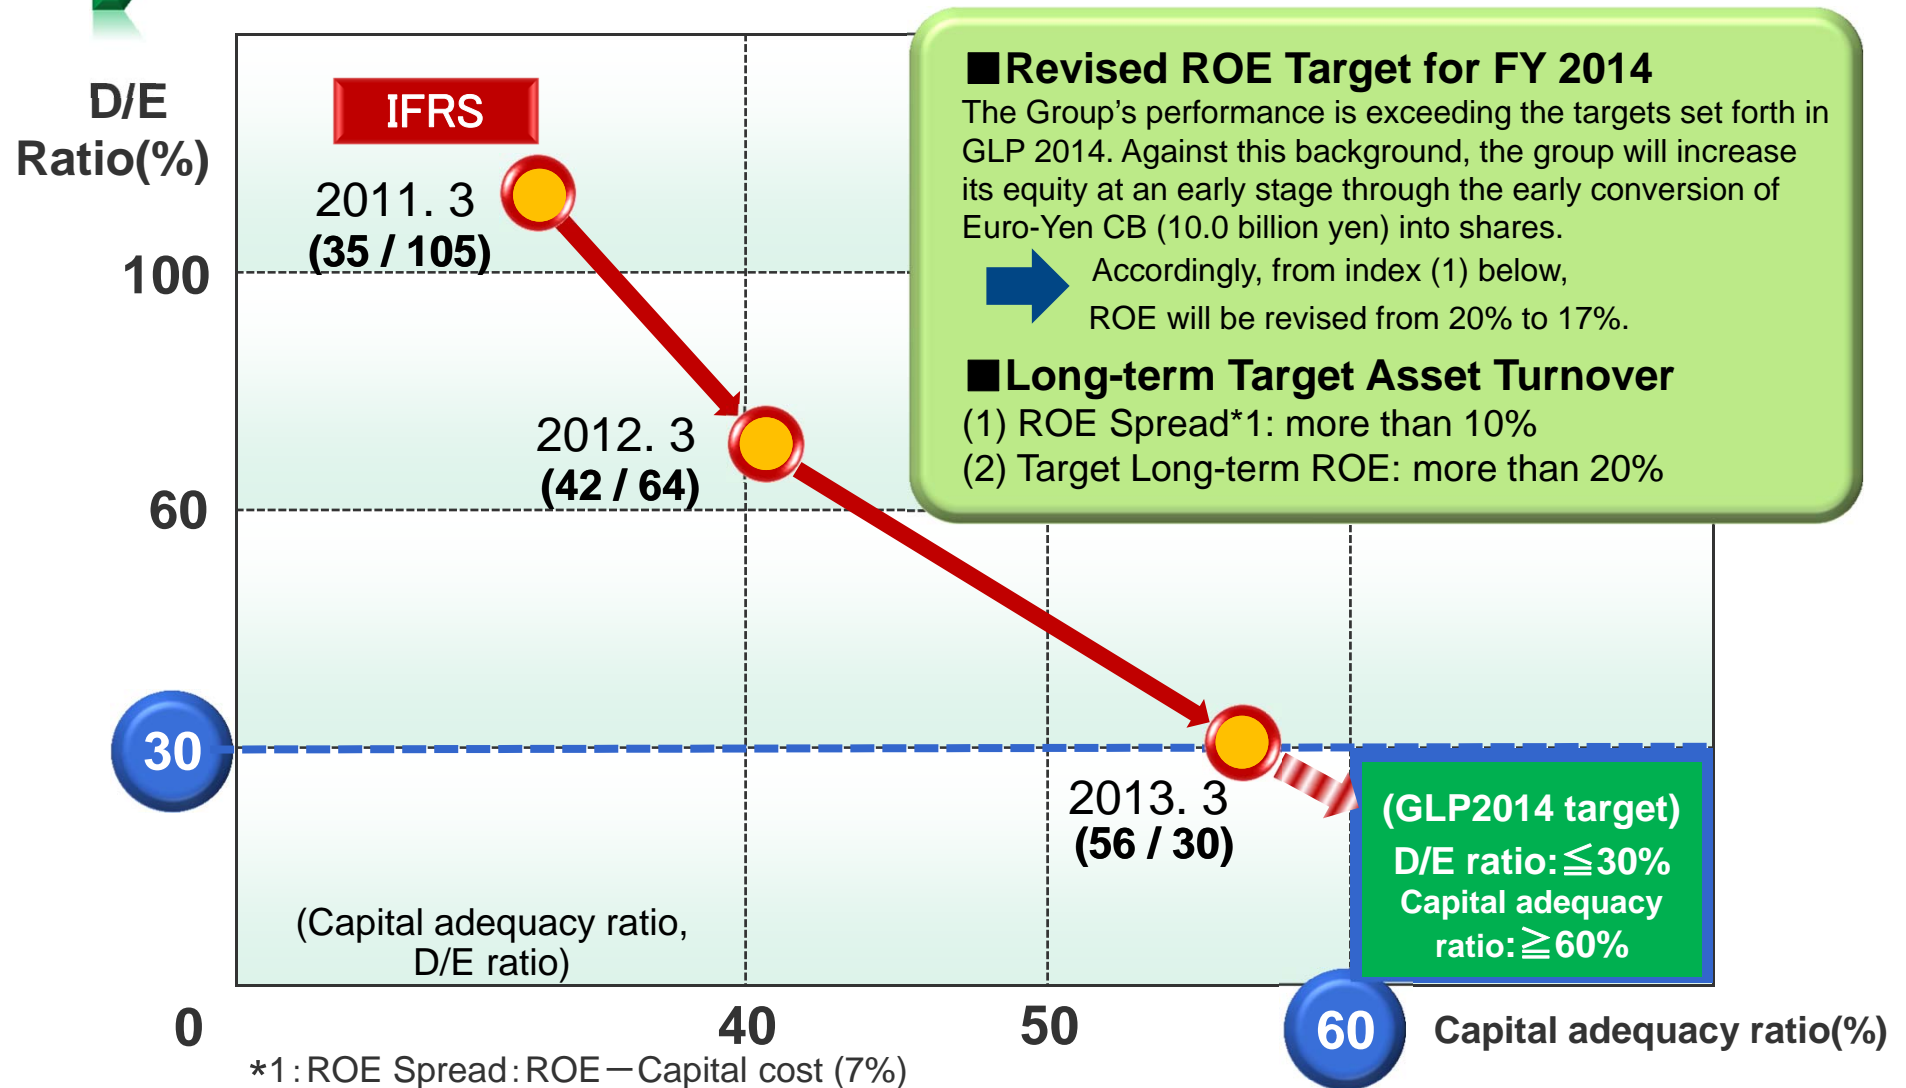 ■Revised ROE Target for FY 2014
The Group's performance is exceeding the targets set forth in
GLP 2014. Against this background, the group will increase
its equity at an early stage through the early conversion of
Euro-Yen CB (10.0 billion yen) into shares.
Accordingly, from index (1) below,
ROE will be revised from 20% to 17%.
■Long-term Target Asset Turnover
(1) ROE Spread*1: more than 10%
(2) Target Long-term ROE: more than 20%
D/E
Ratio(%)
IFRS
2011. 3
(35 / 105)
100
2012. 3
(42 / 64)
60
30
2013. 3
(56 / 30)
(GLP2014 target)
D/E ratio:≦30%
Capital adequacy
ratio:≧60%
(Capital adequacy ratio,
D/E ratio)
0
40
50
60
Capital adequacy ratio(%)
*1:ROE Spread:ROE-Capital cost (7%)